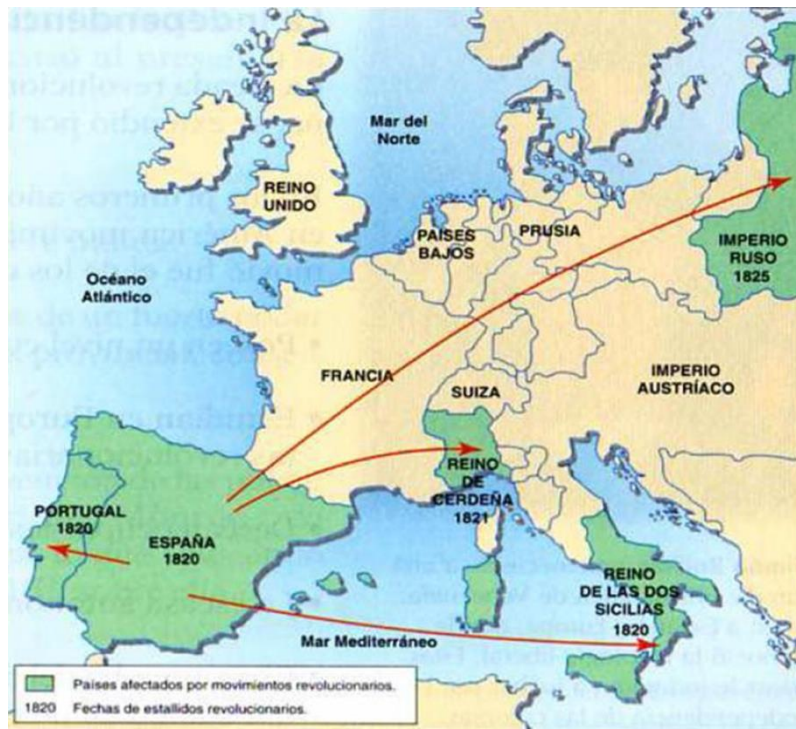 Mar del
Norte
REINO
UNIDO
PAÍSES
BAJOS
PRUSIA
IMPERIO
RUSO
1825
Océano
Atlántico
FRANCIA
SUIZA
IMPERIO
AUSTRÍACO
REINO
DE
CERDEÑA
1821
PORTUGAL
1820
ESPAÑA
1820
REINO
DE LAS DOS
SICILIAS
1820
Mar Mediterráneo
Países afectados por movimientos revolucionarios.
1820 Fechas de estallidos revolucionarios.